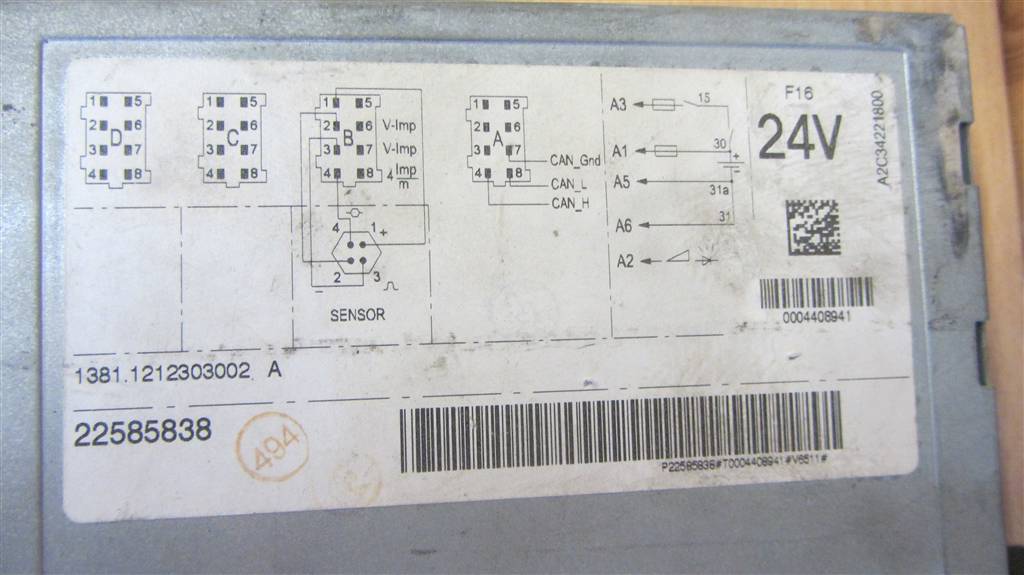 1 5 1 5 1 5 1 5
2 6 2 6 2 6 V-Imp 2 6
D C B A
3 7 3 7 3 7 V-Imp 3 7 CAN_Gnd
4 8 4 8 4 8 4 Imp/m 4 8 CAN_L
CAN_H
4 1 +
2 3
–
SENSOR
A3 15
A1 30
+
–
A5 31a
A6 31
A2
F16
24V
A2C34221800
0004408941
1381.1212303002 A
22585838
494
P22585838#T0004408941#V6511#